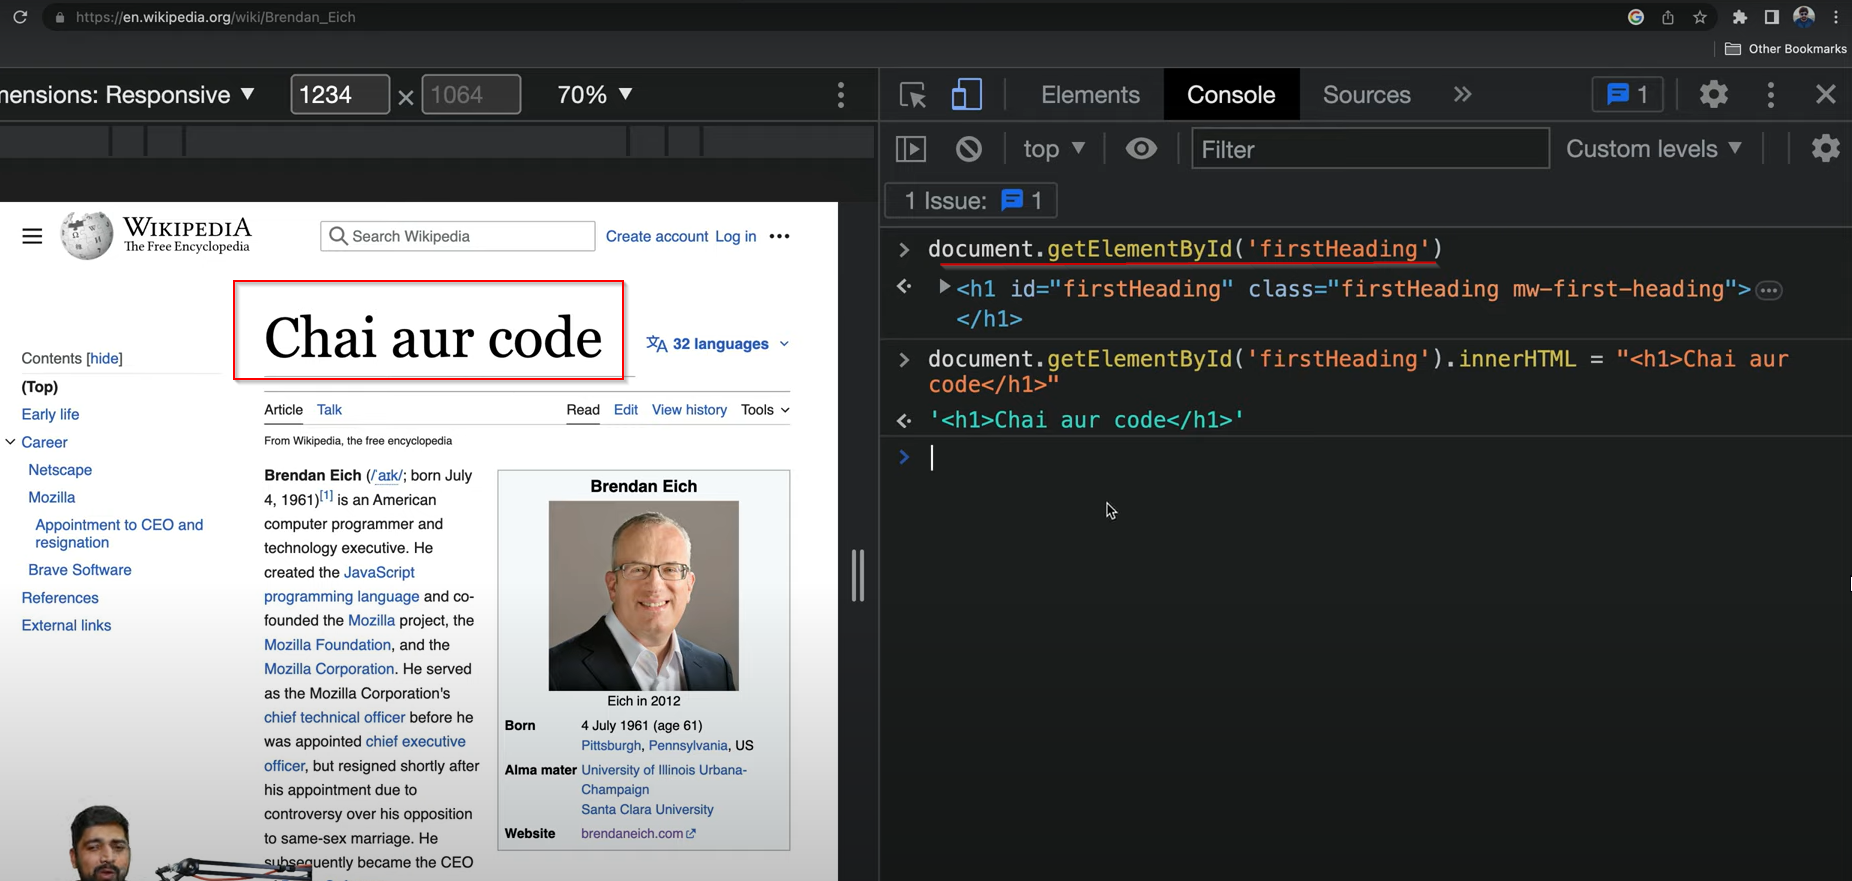 https://en.wikipedia.org/wiki/Brendan_Eich
Other Bookmarks
mensions: Responsive
1234 × 1064 70%
Elements Console Sources » 1
top Filter Custom levels
1 Issue: 1
WIKIPEDIA
The Free Encyclopedia
Search Wikipedia
Create account Log in
Chai aur code
32 languages
Contents [hide]
(Top)
Early life
Career
Netscape
Mozilla
Appointment to CEO and
resignation
Brave Software
References
External links
Article Talk Read Edit View history Tools
From Wikipedia, the free encyclopedia
Brendan Eich (/ˈaɪk/; born July
4, 1961)[1] is an American
computer programmer and
technology executive. He
created the JavaScript
programming language and co-
founded the Mozilla project, the
Mozilla Foundation, and the
Mozilla Corporation. He served
as the Mozilla Corporation's
chief technical officer before he
was appointed chief executive
officer, but resigned shortly after
his appointment due to
controversy over his opposition
to same-sex marriage. He
subsequently became the CEO
Brendan Eich
Eich in 2012
Born 4 July 1961 (age 61)
Pittsburgh, Pennsylvania, US
Alma mater University of Illinois Urbana-
Champaign
Santa Clara University
Website brendaneich.com
> document.getElementById('firstHeading')
<h1 id="firstHeading" class="firstHeading mw-first-heading">
</h1>
> document.getElementById('firstHeading').innerHTML = "<h1>Chai aur
code</h1>"
'<h1>Chai aur code</h1>'
>